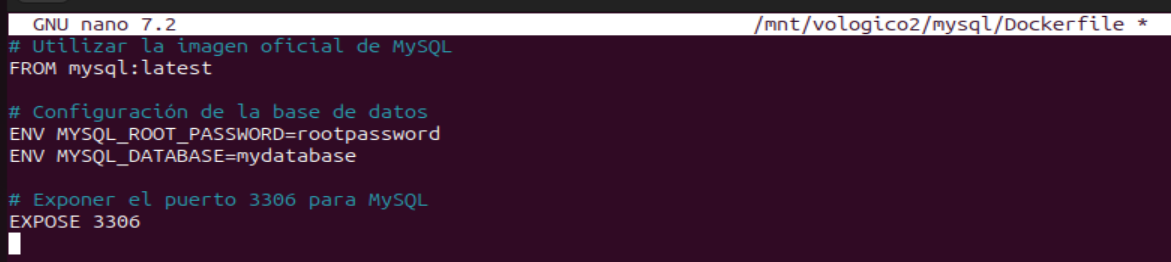 GNU nano 7.2 /mnt/vologico2/mysql/Dockerfile *
# Utilizar la imagen oficial de MySQL
FROM mysql:latest
# Configuración de la base de datos
ENV MYSQL_ROOT_PASSWORD=rootpassword
ENV MYSQL_DATABASE=mydatabase
# Exponer el puerto 3306 para MySQL
EXPOSE 3306